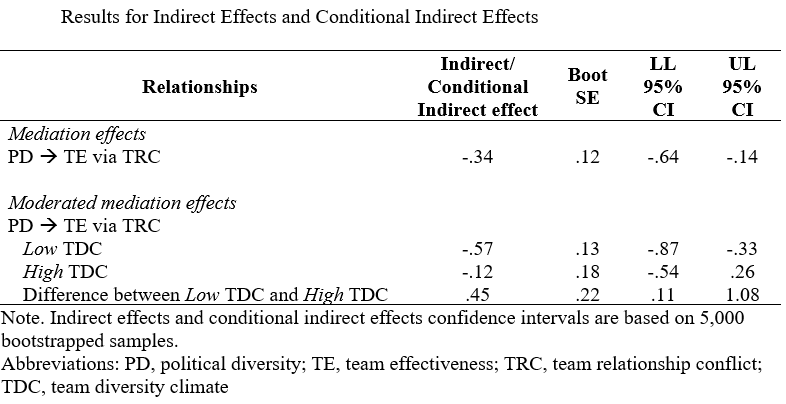 Results for Indirect Effects and Conditional Indirect Effects
Relationships Indirect/ Conditional Indirect effect Boot SE LL 95% CI UL 95% CI
Mediation effects
PD → TE via TRC -.34 .12 -.64 -.14
Moderated mediation effects
PD → TE via TRC
Low TDC -.57 .13 -.87 -.33
High TDC -.12 .18 -.54 .26
Difference between Low TDC and High TDC .45 .22 .11 1.08
Note. Indirect effects and conditional indirect effects confidence intervals are based on 5,000
bootstrapped samples.
Abbreviations: PD, political diversity; TE, team effectiveness; TRC, team relationship conflict;
TDC, team diversity climate